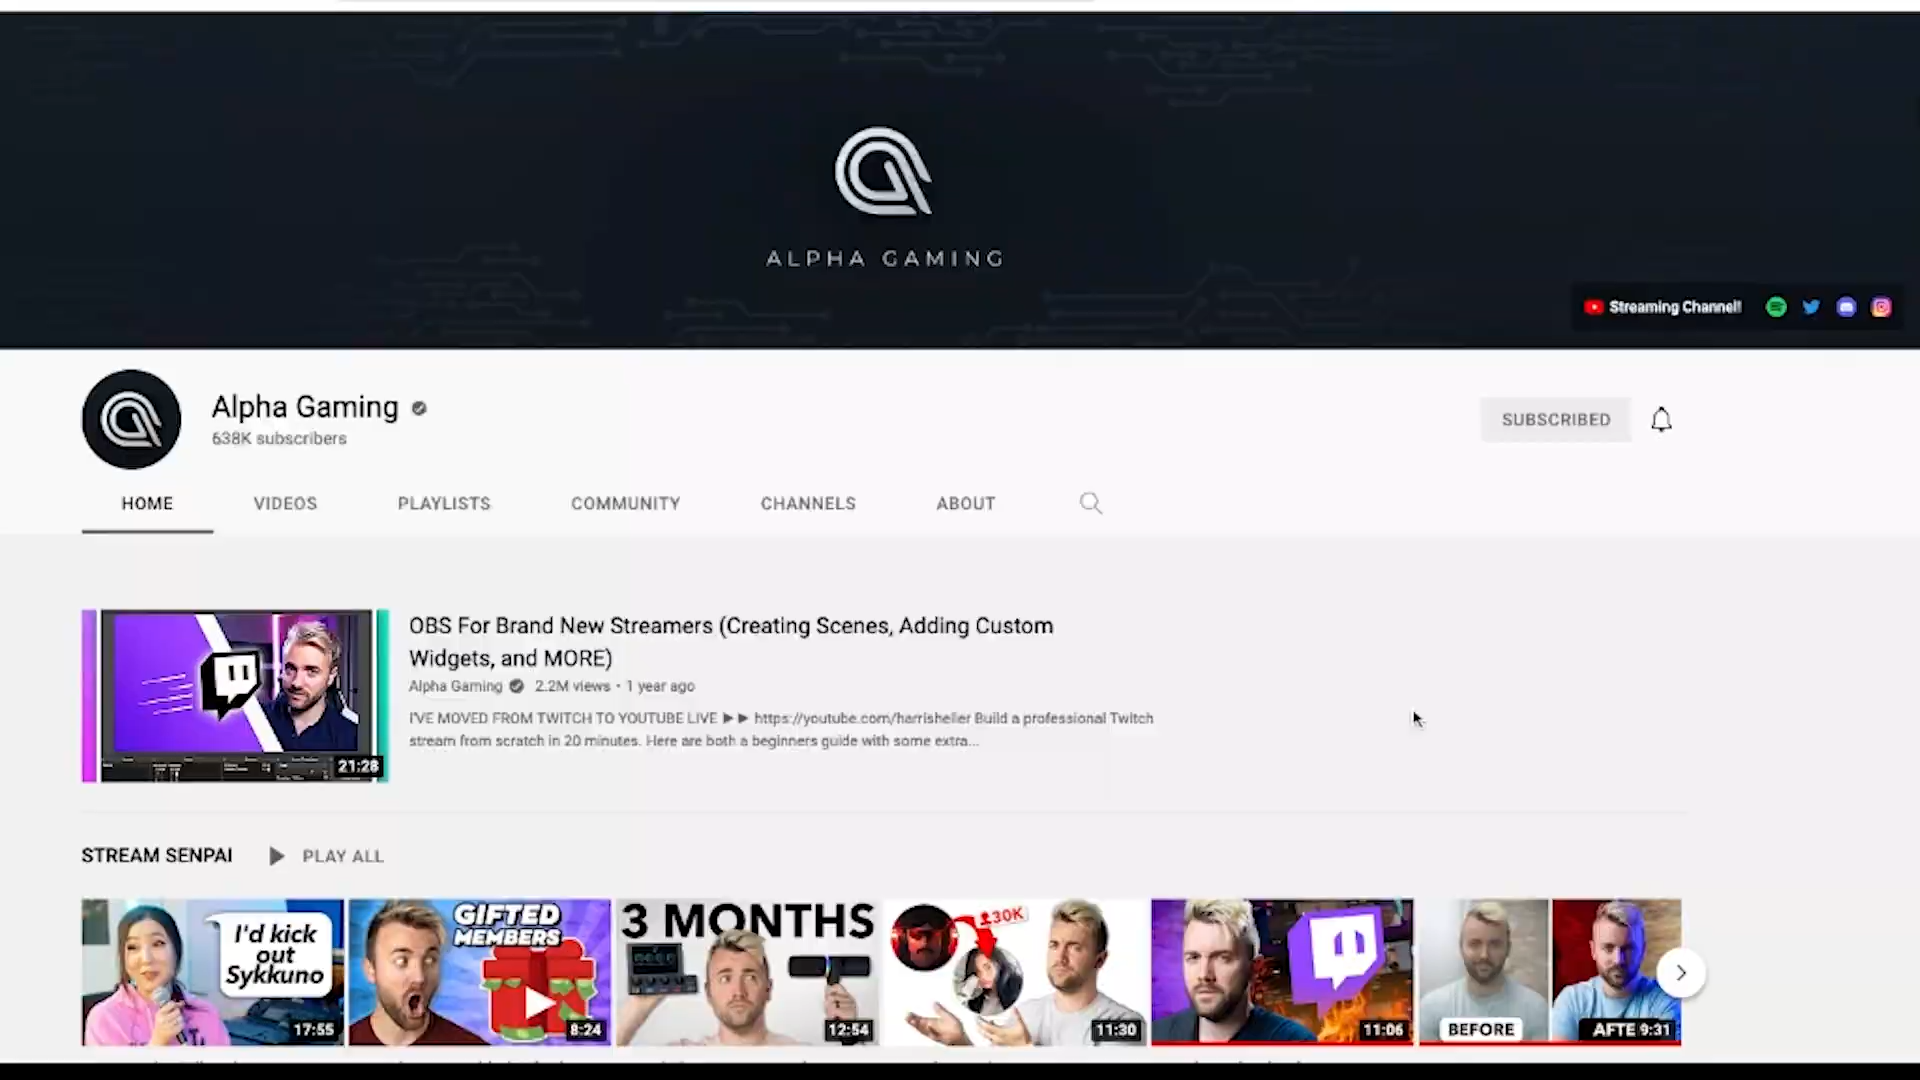 ALPHA GAMING
Streaming Channel!
Alpha Gaming
638K subscribers
SUBSCRIBED
HOME VIDEOS PLAYLISTS COMMUNITY CHANNELS ABOUT
OBS For Brand New Streamers (Creating Scenes, Adding Custom
Widgets, and MORE)
Alpha Gaming 2.2M views • 1 year ago
I'VE MOVED FROM TWITCH TO YOUTUBE LIVE ►► https://youtube.com/harrisheller Build a professional Twitch
stream from scratch in 20 minutes. Here are both a beginners guide with some extra...
21:28
STREAM SENPAI PLAY ALL
I'd kick
out
Sykkuno
17:55
GIFTED
MEMBERS
8:24
3 MONTHS
12:54
30K
11:30
11:06
BEFORE
AFTE 9:31